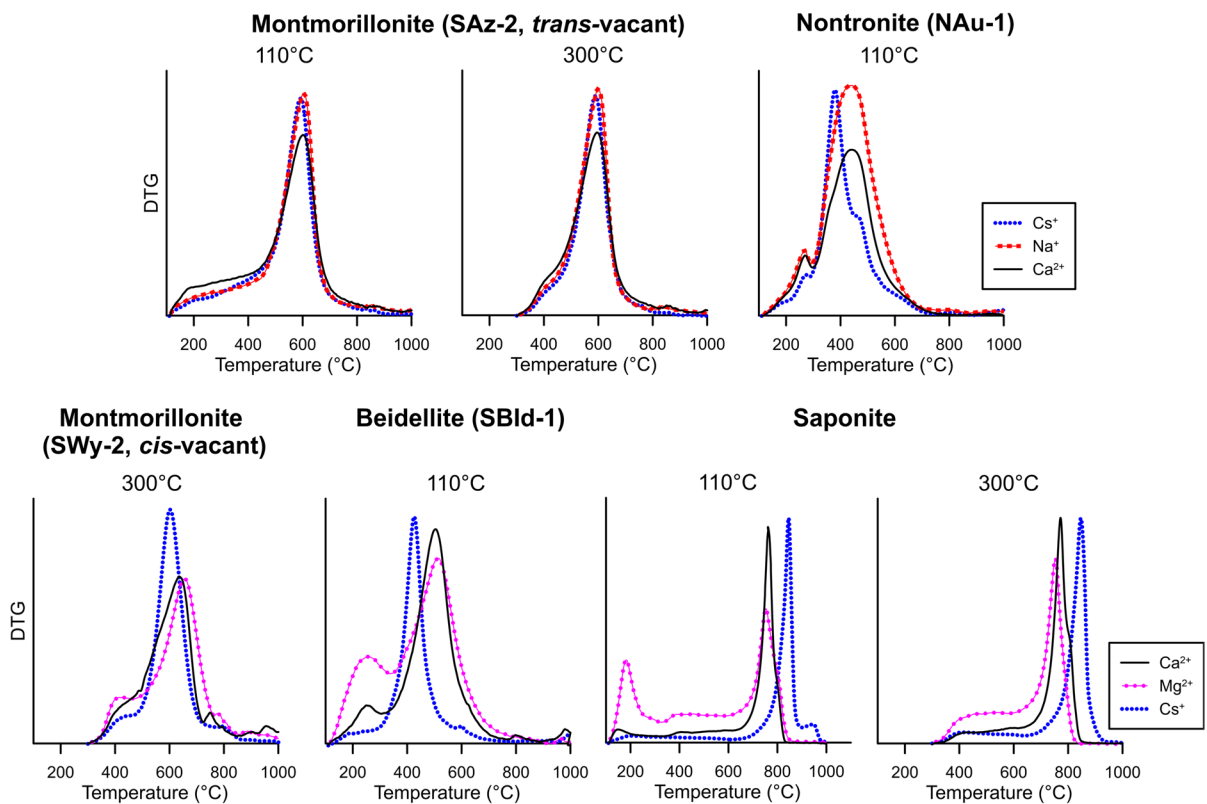 Montmorillonite (SAz-2, trans-vacant)
Nontronite (NAu-1)
110°C
300°C
110°C
DTG
Cs⁺
Na⁺
Ca²⁺
200 400 600 800 1000
200 400 600 800 1000
200 400 600 800 1000
Temperature (°C)
Temperature (°C)
Temperature (°C)
Montmorillonite
(SWy-2, cis-vacant)
Beidellite (SBId-1)
Saponite
300°C
110°C
110°C
300°C
DTG
Ca²⁺
Mg²⁺
Cs⁺
200 400 600 800 1000
200 400 600 800 1000
200 400 600 800 1000
200 400 600 800 1000
Temperature (°C)
Temperature (°C)
Temperature (°C)
Temperature (°C)